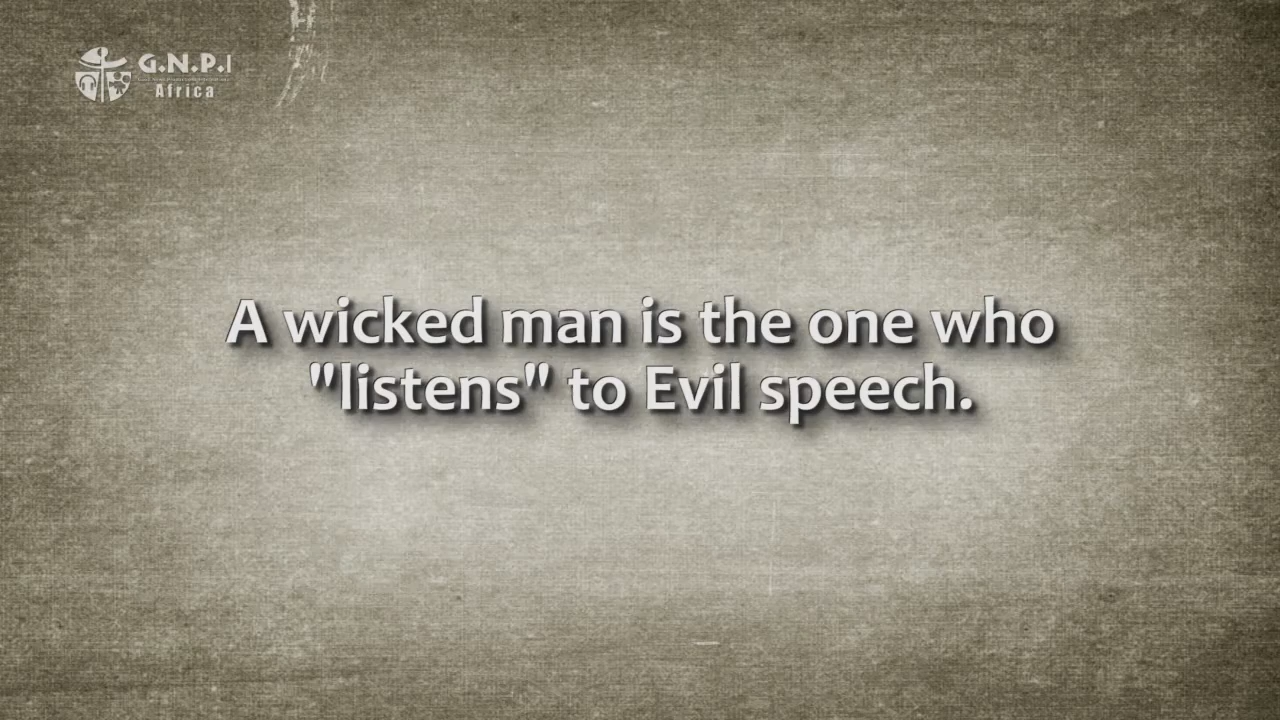 G.N.P.I
Africa
A wicked man is the one who
"listens" to Evil speech.